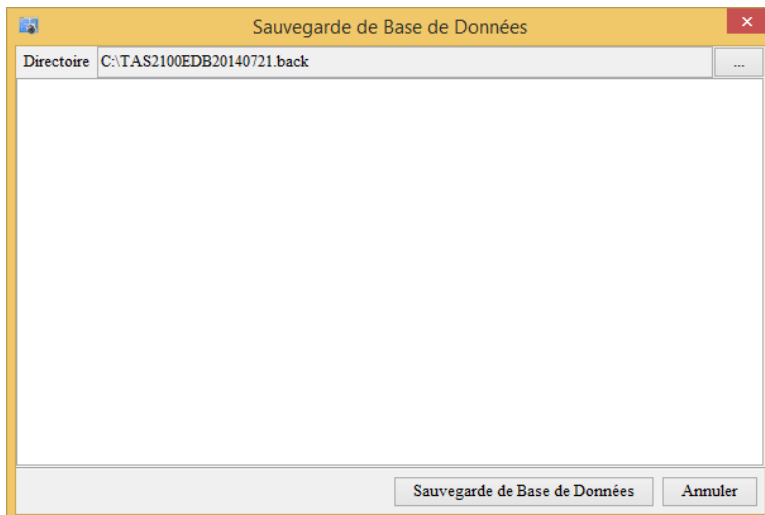 Sauvegarde de Base de Données
Directoire C:\TAS2100EDB20140721.back ...
Sauvegarde de Base de Données Annuler